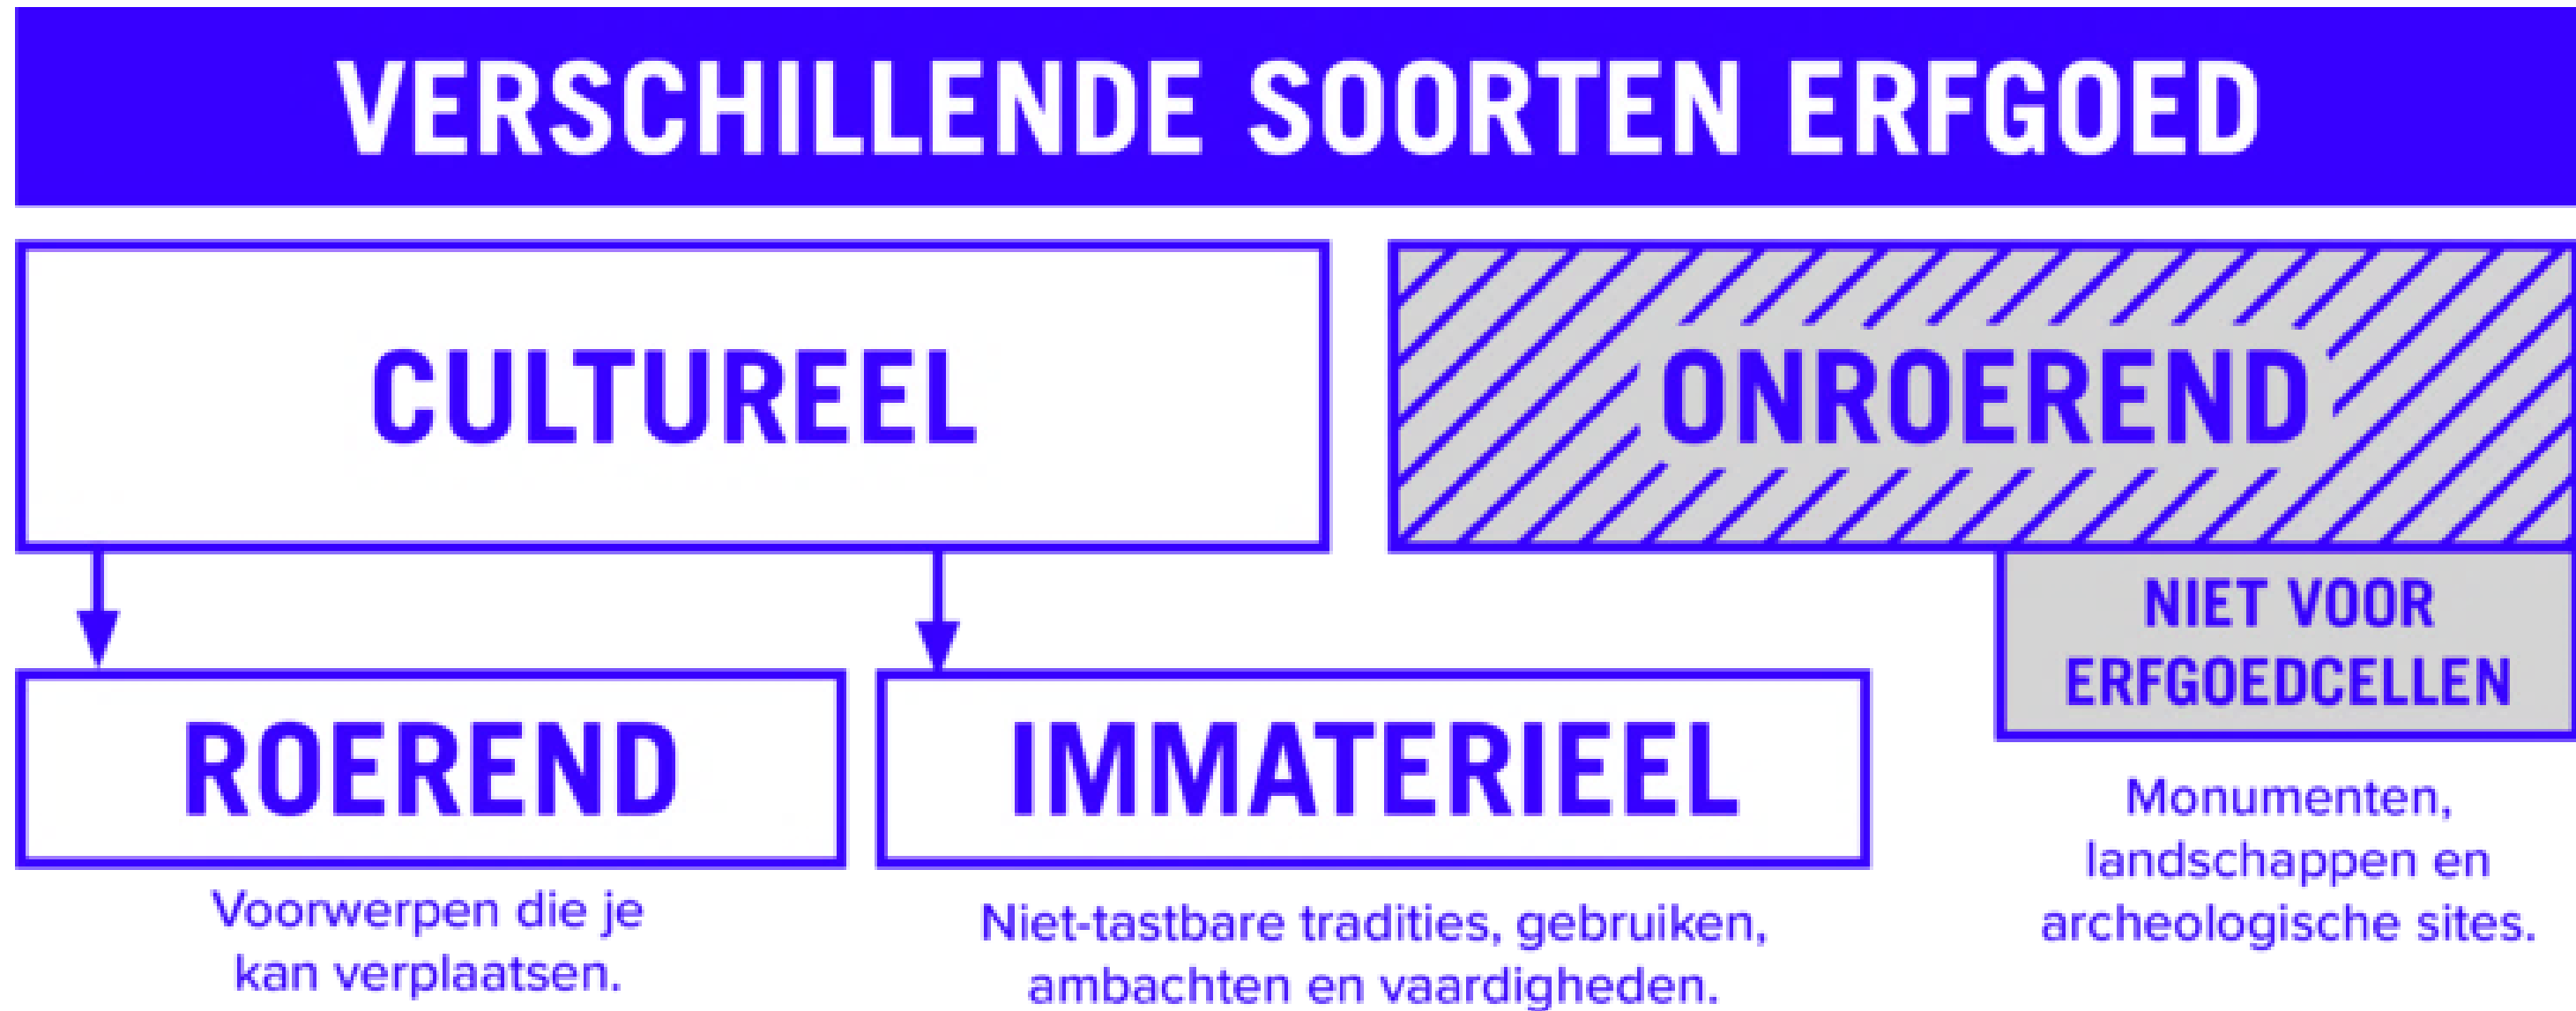 VERSCHILLENDE SOORTEN ERFGOED
CULTUREEL
ONROEREND
NIET VOOR
ERFGOEDCELLEN
ROEREND
IMMATERIEEL
Voorwerpen die je
kan verplaatsen.
Niet-tastbare tradities, gebruiken,
ambachten en vaardigheden.
Monumenten,
landschappen en
archeologische sites.